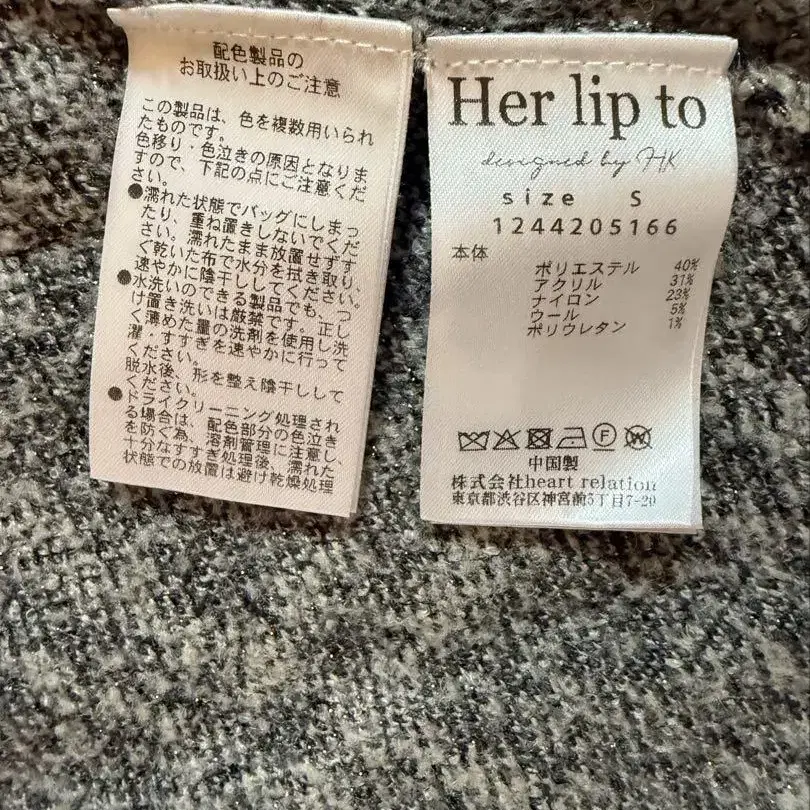 配色製品の
お取扱い上のご注意
この製品は、色を複数用いられ
たものです。
色移り・色泣きの原因となりま
すので、下記の点にご注意くだ
さい。
●濡れた状態でバッグにしまっ
たり、重ね置きしないでくだ
さい。濡れたまま放置せずす
ぐ乾いた布で水分を拭き取り、
速やかに陰干ししてください。
●水洗いのできる製品でも、つ
け置き洗いは厳禁です。正し
く薄めた量の洗剤を使用し洗
濯・すすぎを速やかに行って
ください。
脱水後、形を整え陰干しして
ください。
●ドライクリーニング処理され
る場合は、配色部分の色泣き
を防ぐ為、溶剤管理に注意し、
十分なすすぎ処理後、濡れた
状態での放置は避け乾燥処理
Her lip to
designed by HK
size S
1244205166
本体
ポリエステル 40%
アクリル 31%
ナイロン 23%
ウール 5%
ポリウレタン 1%
中国製
株式会社heart relation
東京都渋谷区神宮前5丁目7-20